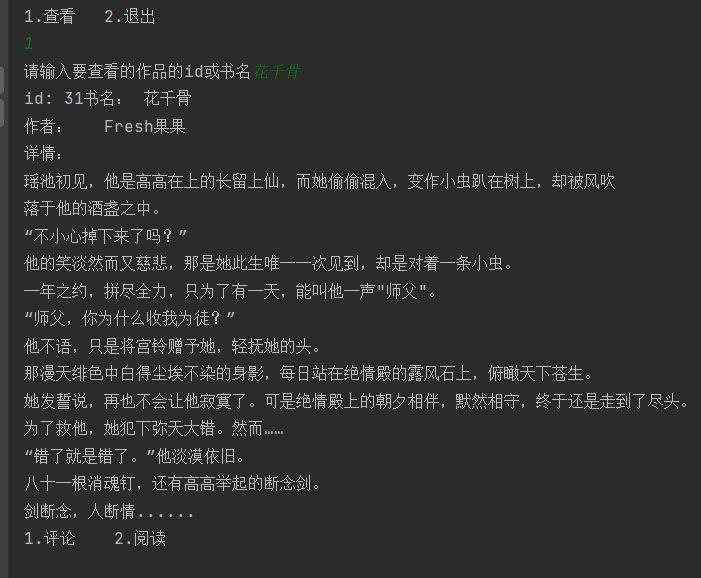 1.查看   2.退出
1
请输入要查看的作品的id或书名花千骨
id: 31书名： 花千骨
作者：   Fresh果果
详情：
瑶池初见，他是高高在上的长留上仙，而她偷偷混入，变作小虫趴在树上，却被风吹
落于他的酒盏之中。
“不小心掉下来了吗？”
他的笑淡然而又慈悲，那是她此生唯一一次见到，却是对着一条小虫。
一年之约，拼尽全力，只为了有一天，能叫他一声"师父"。
“师父，你为什么收我为徒？”
他不语，只是将宫铃赠予她，轻抚她的头。
那漫天绯色中白得尘埃不染的身影，每日站在绝情殿的露风石上，俯瞰天下苍生。
她发誓说，再也不会让他寂寞了。可是绝情殿上的朝夕相伴，默然相守，终于还是走到了尽头。
为了救他，她犯下弥天大错。然而……
“错了就是错了。”他淡漠依旧。
八十一根消魂钉，还有高高举起的断念剑。
剑断念，人断情......
1.评论    2.阅读